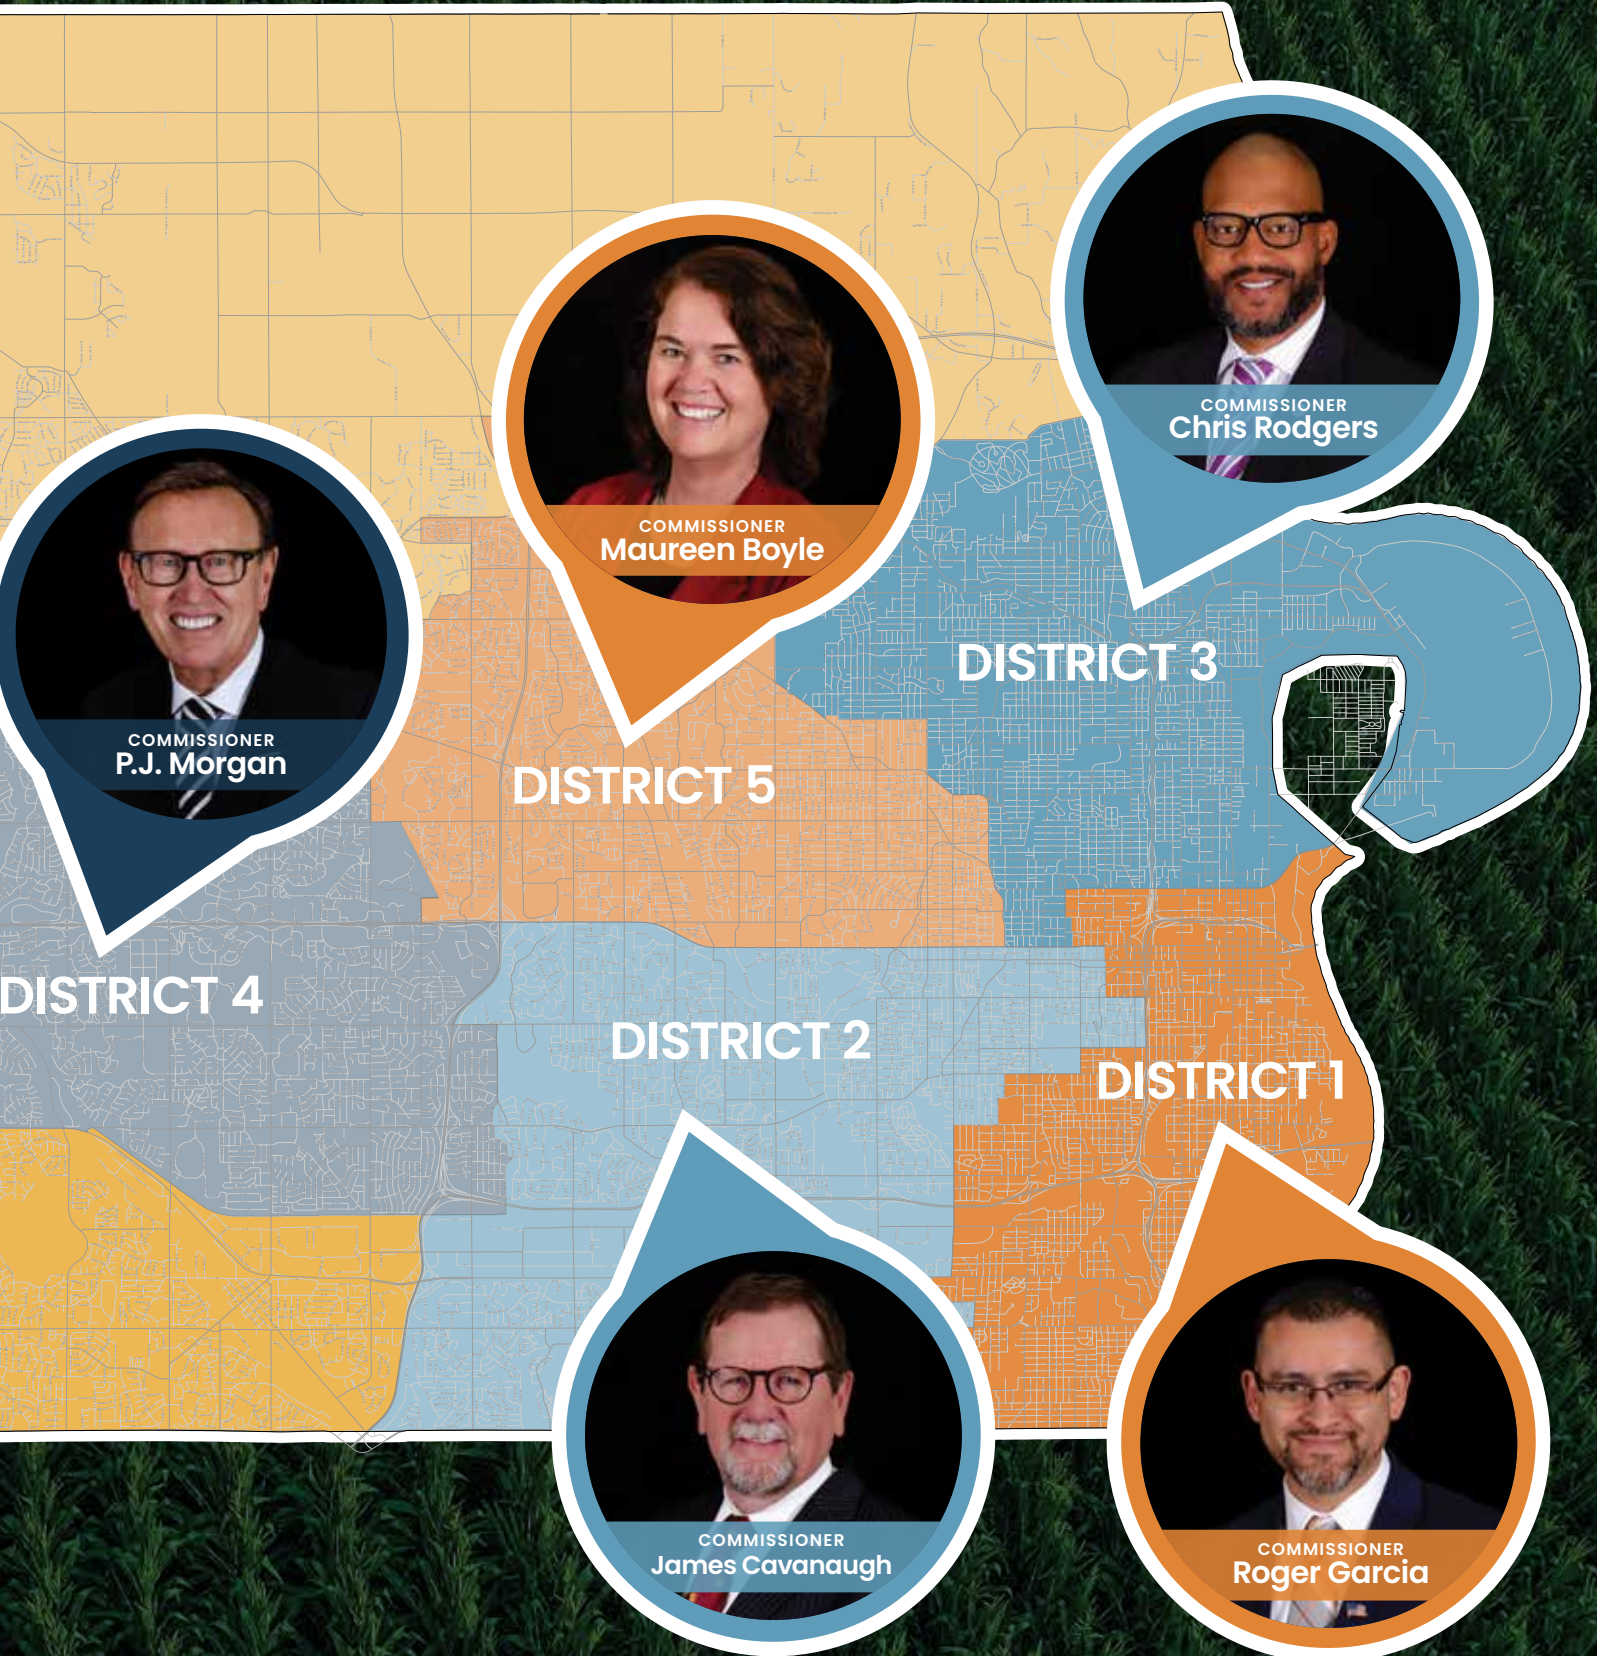 COMMISSIONER
Chris Rodgers
COMMISSIONER
Maureen Boyle
DISTRICT 3
COMMISSIONER
P.J. Morgan
DISTRICT 5
DISTRICT 4
DISTRICT 2
DISTRICT 1
COMMISSIONER
James Cavanaugh
COMMISSIONER
Roger Garcia